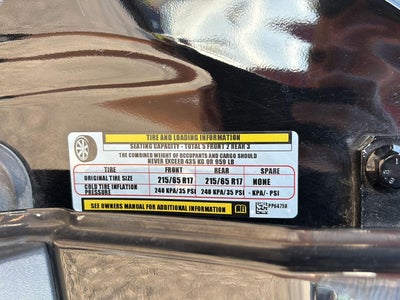 TIRE AND LOADING INFORMATION
SEATING CAPACITY - TOTAL 5 FRONT 2 REAR 3
THE COMBINED WEIGHT OF OCCUPANTS AND CARGO SHOULD
NEVER EXCEED 435 KG OR 959 LB
TIRE FRONT REAR SPARE
ORIGINAL TIRE SIZE 215/65 R17 215/65 R17 NONE
COLD TIRE INFLATION PRESSURE 240 KPA/35 PSI 240 KPA/35 PSI - KPA/- PSI
SEE OWNERS MANUAL FOR ADDITIONAL INFORMATION